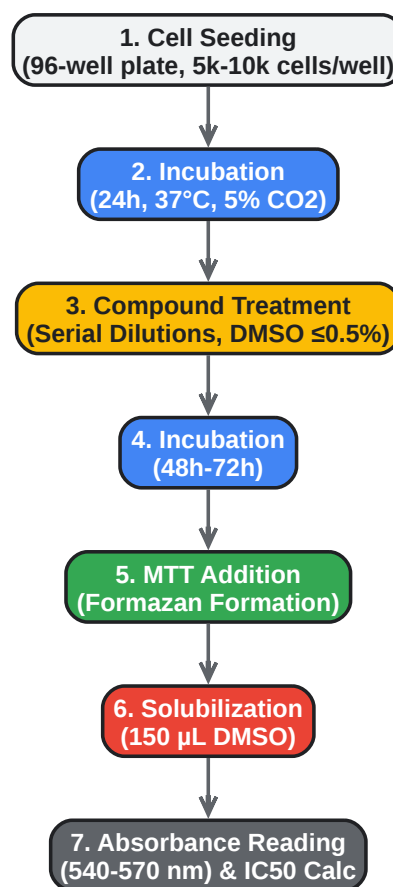 1. Cell Seeding
(96-well plate, 5k-10k cells/well)
2. Incubation
(24h, 37°C, 5% CO2)
3. Compound Treatment
(Serial Dilutions, DMSO ≤0.5%)
4. Incubation
(48h-72h)
5. MTT Addition
(Formazan Formation)
6. Solubilization
(150 µL DMSO)
7. Absorbance Reading
(540-570 nm) & IC50 Calc